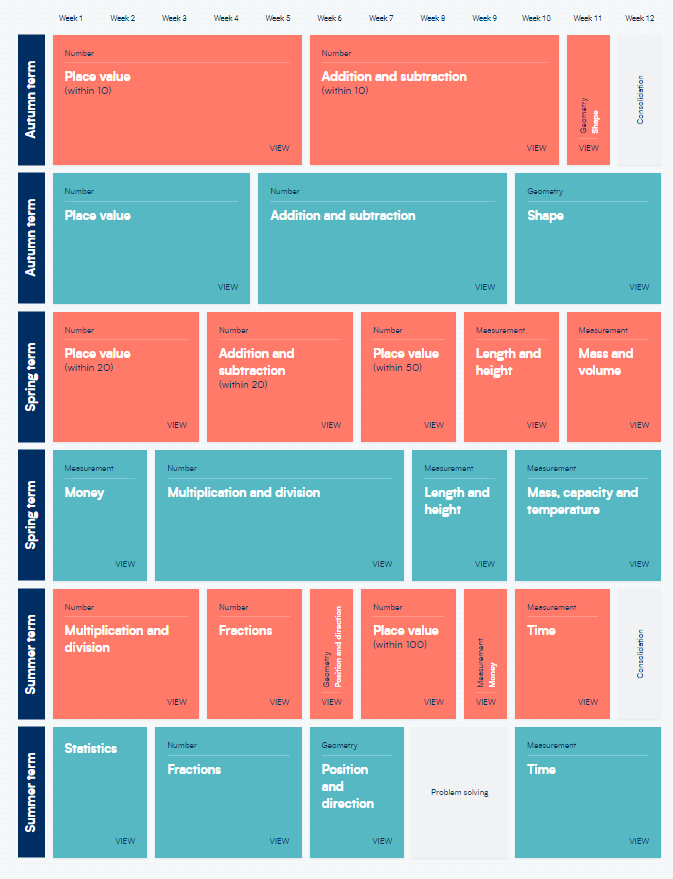 Week 1 Week 2 Week 3 Week 4 Week 5 Week 6 Week 7 Week 8 Week 9 Week 10 Week 11 Week 12
Autumn term
Number
Place value
(within 10)
VIEW
Number
Addition and subtraction
(within 10)
VIEW
Geometry
Shape
VIEW
Consolidation
Autumn term
Number
Place value
VIEW
Number
Addition and subtraction
VIEW
Geometry
Shape
VIEW
Spring term
Number
Place value
(within 20)
VIEW
Number
Addition and
subtraction
(within 20)
VIEW
Number
Place value
(within 50)
VIEW
Measurement
Length and
height
VIEW
Measurement
Mass and
volume
VIEW
Spring term
Measurement
Money
VIEW
Number
Multiplication and division
VIEW
Measurement
Length and
height
VIEW
Measurement
Mass, capacity and
temperature
VIEW
Summer term
Number
Multiplication and
division
VIEW
Number
Fractions
VIEW
Geometry
Position and direction
VIEW
Number
Place value
(within 100)
VIEW
Measurement
Money
VIEW
Measurement
Time
VIEW
Consolidation
Summer term
Statistics
VIEW
Number
Fractions
VIEW
Geometry
Position
and
direction
VIEW
Problem solving
Measurement
Time
VIEW